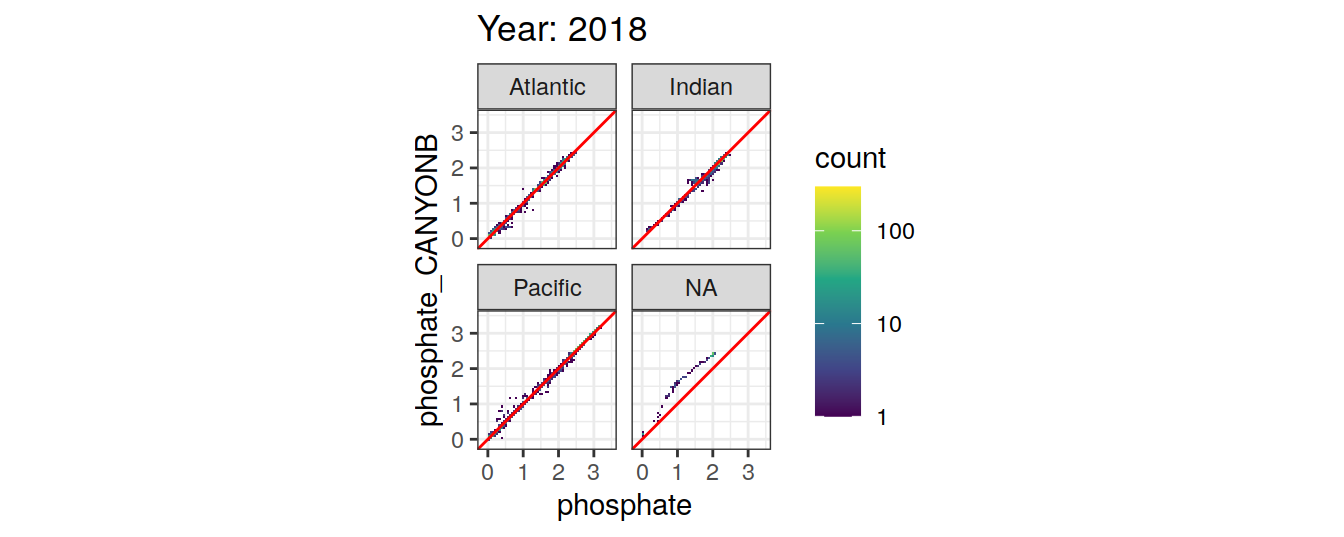 Year: 2018
Atlantic
Indian
3
2
1
0
Pacific
NA
3
2
1
0
0 1 2 3
0 1 2 3
phosphate
phosphate_CANYONB
count
100
10
1